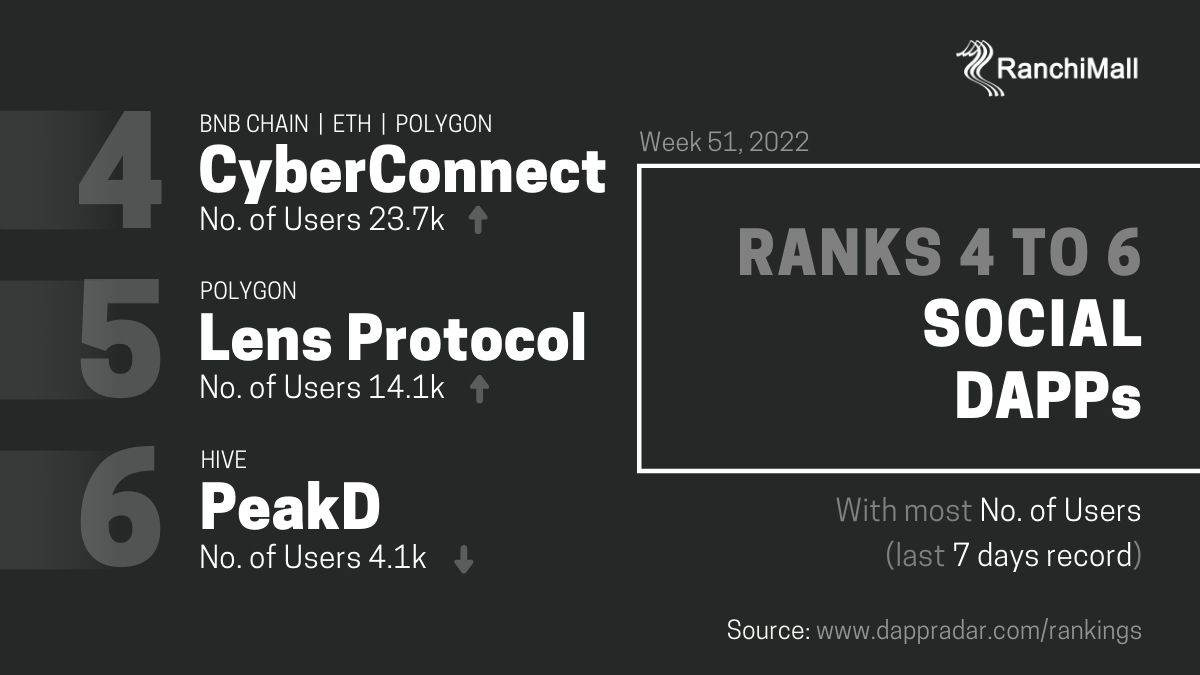 RanchiMall
4
BNB CHAIN | ETH | POLYGON
CyberConnect
No. of Users 23.7k
5
POLYGON
Lens Protocol
No. of Users 14.1k
6
HIVE
PeakD
No. of Users 4.1k
Week 51, 2022
RANKS 4 TO 6
SOCIAL
DAPPs
With most No. of Users
(last 7 days record)
Source: www.dappradar.com/rankings